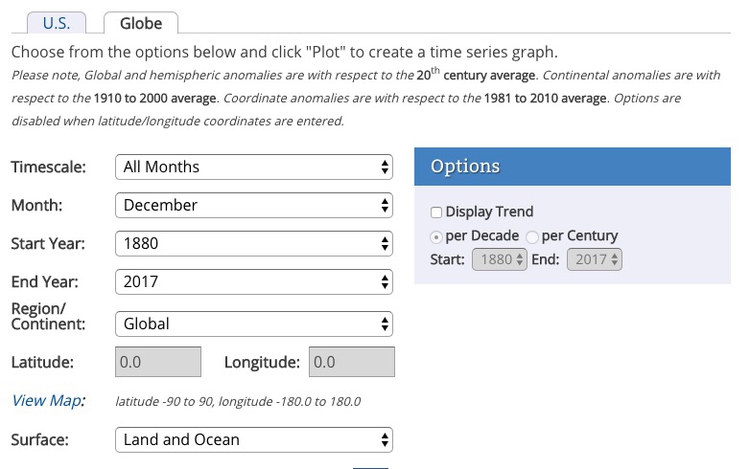 U.S. Globe
Choose from the options below and click "Plot" to create a time series graph.
Please note, Global and hemispheric anomalies are with respect to the 20th century average. Continental anomalies are with
respect to the 1910 to 2000 average. Coordinate anomalies are with respect to the 1981 to 2010 average. Options are
disabled when latitude/longitude coordinates are entered.
Timescale: All Months
Month: December
Start Year: 1880
End Year: 2017
Region/
Continent: Global
Latitude: 0.0 Longitude: 0.0
View Map: latitude -90 to 90, longitude -180.0 to 180.0
Surface: Land and Ocean
Options
Display Trend
per Decade per Century
Start: 1880 End: 2017